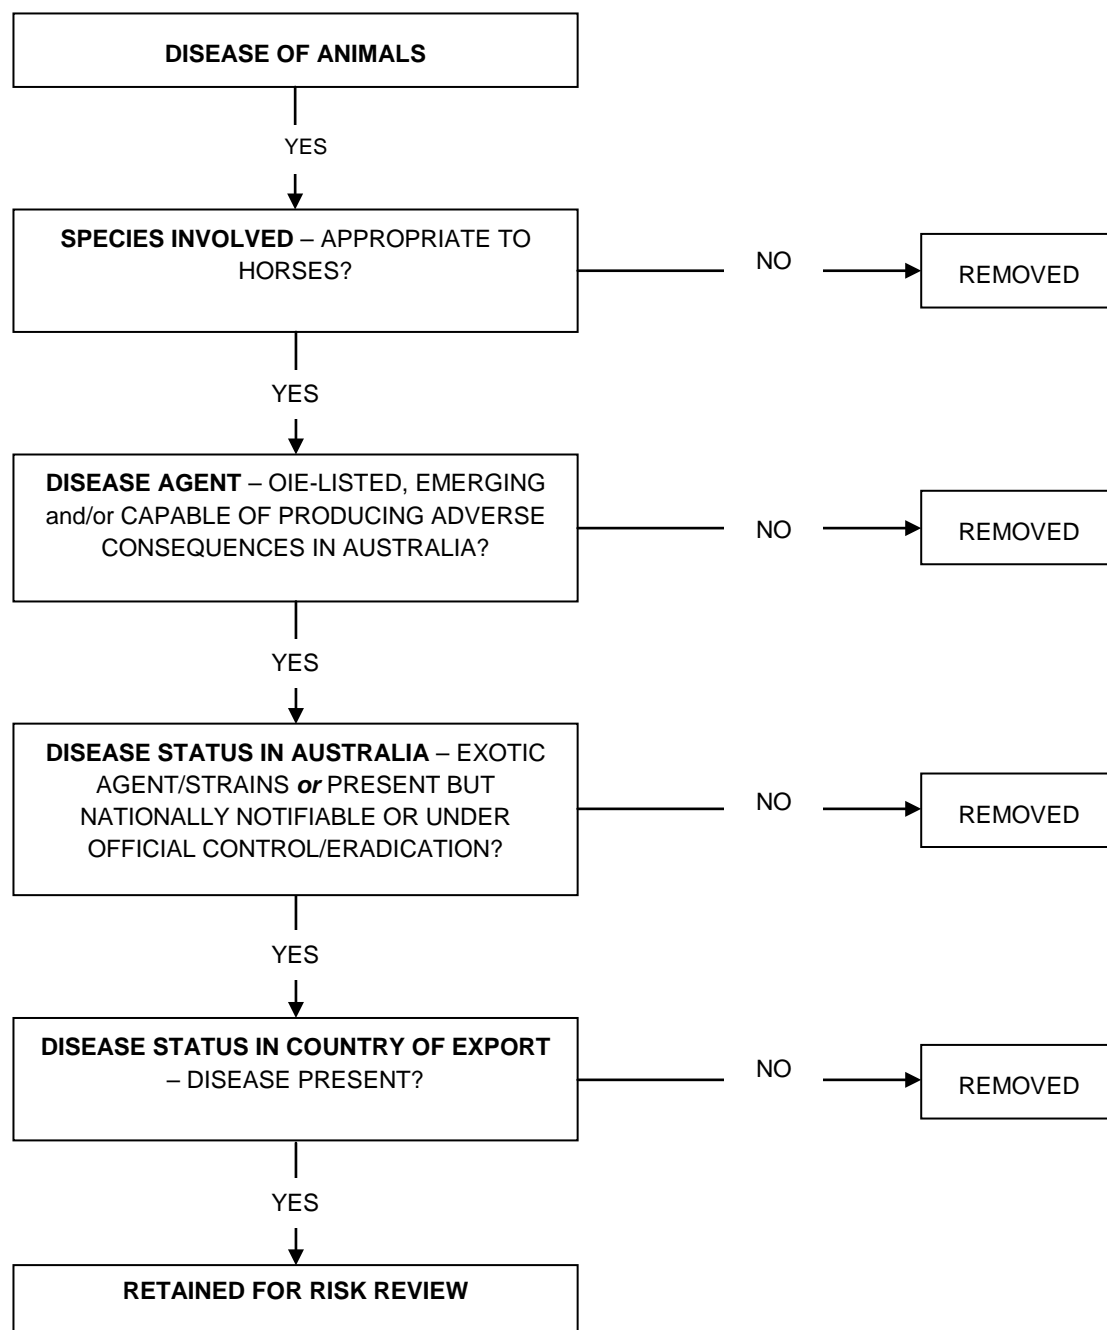 DISEASE OF ANIMALS
YES
SPECIES INVOLVED – APPROPRIATE TO
HORSES?
NO
REMOVED
YES
DISEASE AGENT – OIE-LISTED, EMERGING
and/or CAPABLE OF PRODUCING ADVERSE
CONSEQUENCES IN AUSTRALIA?
NO
REMOVED
YES
DISEASE STATUS IN AUSTRALIA – EXOTIC
AGENT/STRAINS or PRESENT BUT
NATIONALLY NOTIFIABLE OR UNDER
OFFICIAL CONTROL/ERADICATION?
NO
REMOVED
YES
DISEASE STATUS IN COUNTRY OF EXPORT
– DISEASE PRESENT?
NO
REMOVED
YES
RETAINED FOR RISK REVIEW